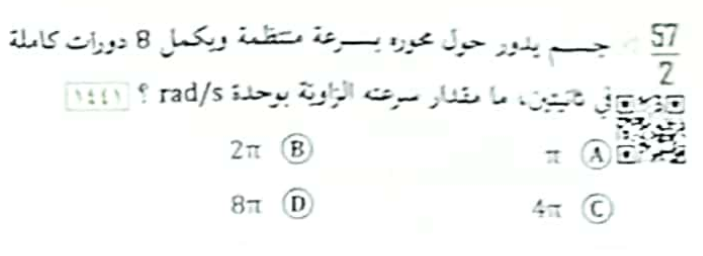 57/2 جسم يدور حول محوره بسرعة منتظمة ويكمل 8 دورات كاملة
في ثانيتين، ما مقدار سرعته الزاوية بوحدة rad/s ؟ ١٤٤١
A π B 2π
C 4π D 8π